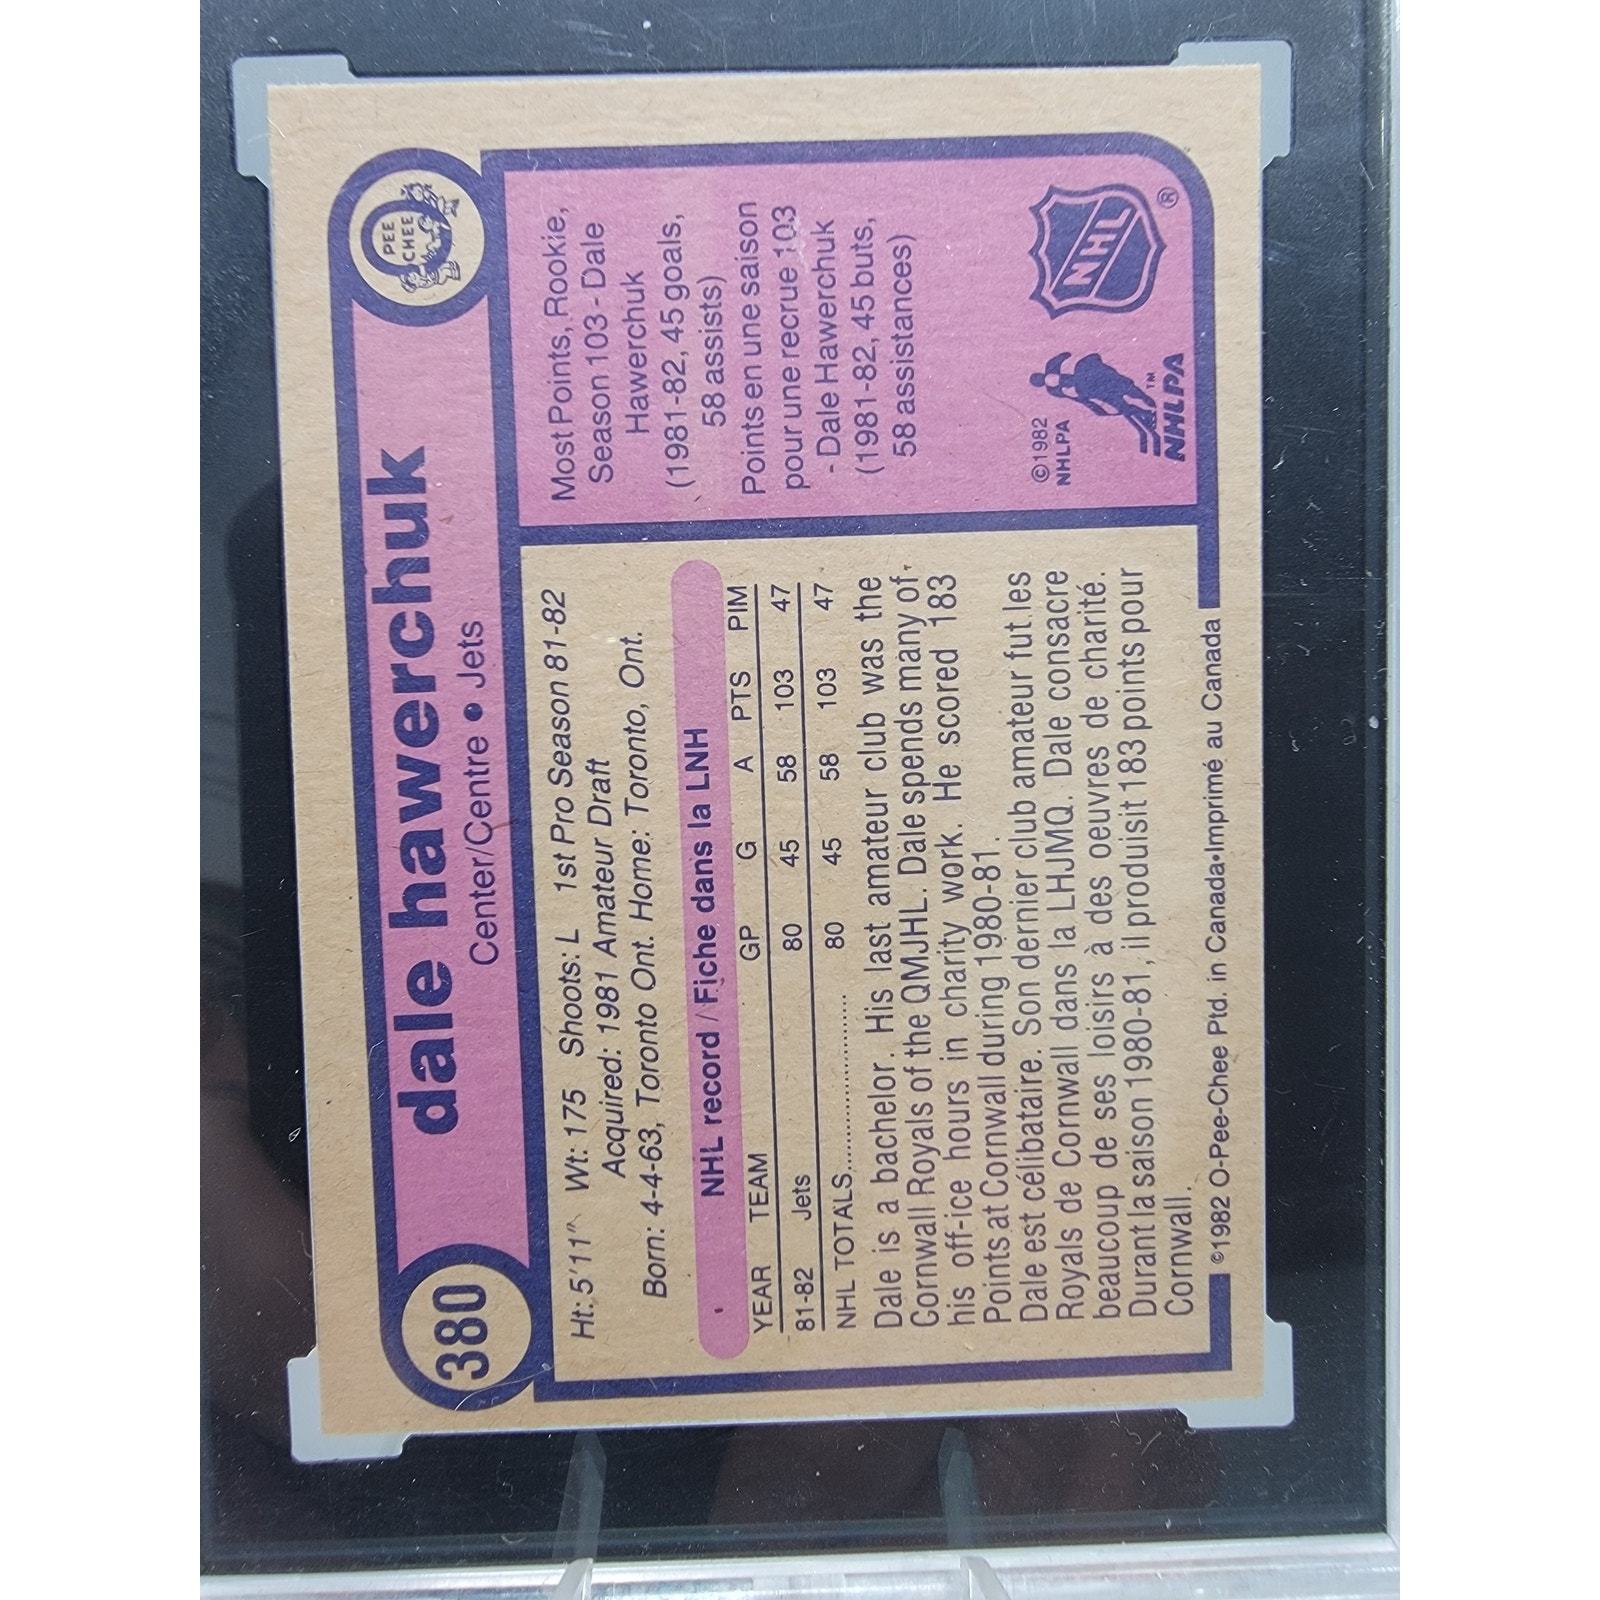 380
dale hawerchuk
Center/Centre • Jets
PEE
CHEE
Ht: 5'11" Wt: 175 Shoots: L 1st Pro Season 81-82
Acquired: 1981 Amateur Draft
Born: 4-4-63, Toronto Ont. Home: Toronto, Ont.
NHL record / Fiche dans la LNH
YEAR TEAM GP G A PTS PIM
81-82 Jets 80 45 58 103 47
NHL TOTALS.................... 80 45 58 103 47
Dale is a bachelor. His last amateur club was the
Cornwall Royals of the QMJHL. Dale spends many of
his off-ice hours in charity work. He scored 183
Points at Cornwall during 1980-81.
Dale est célibataire. Son dernier club amateur fut les
Royals de Cornwall dans la LHJMQ. Dale consacre
beaucoup de ses loisirs à des oeuvres de charité.
Durant la saison 1980-81, il produisit 183 points pour
Cornwall.
Most Points, Rookie,
Season 103 - Dale
Hawerchuk
(1981-82, 45 goals,
58 assists)
Points en une saison
pour une recrue 103
- Dale Hawerchuk
(1981-82, 45 buts,
58 assistances)
©1982
NHLPA
TM
NHLPA
NHL
®
©1982 O-Pee-Chee Ptd. in Canada•Imprimé au Canada